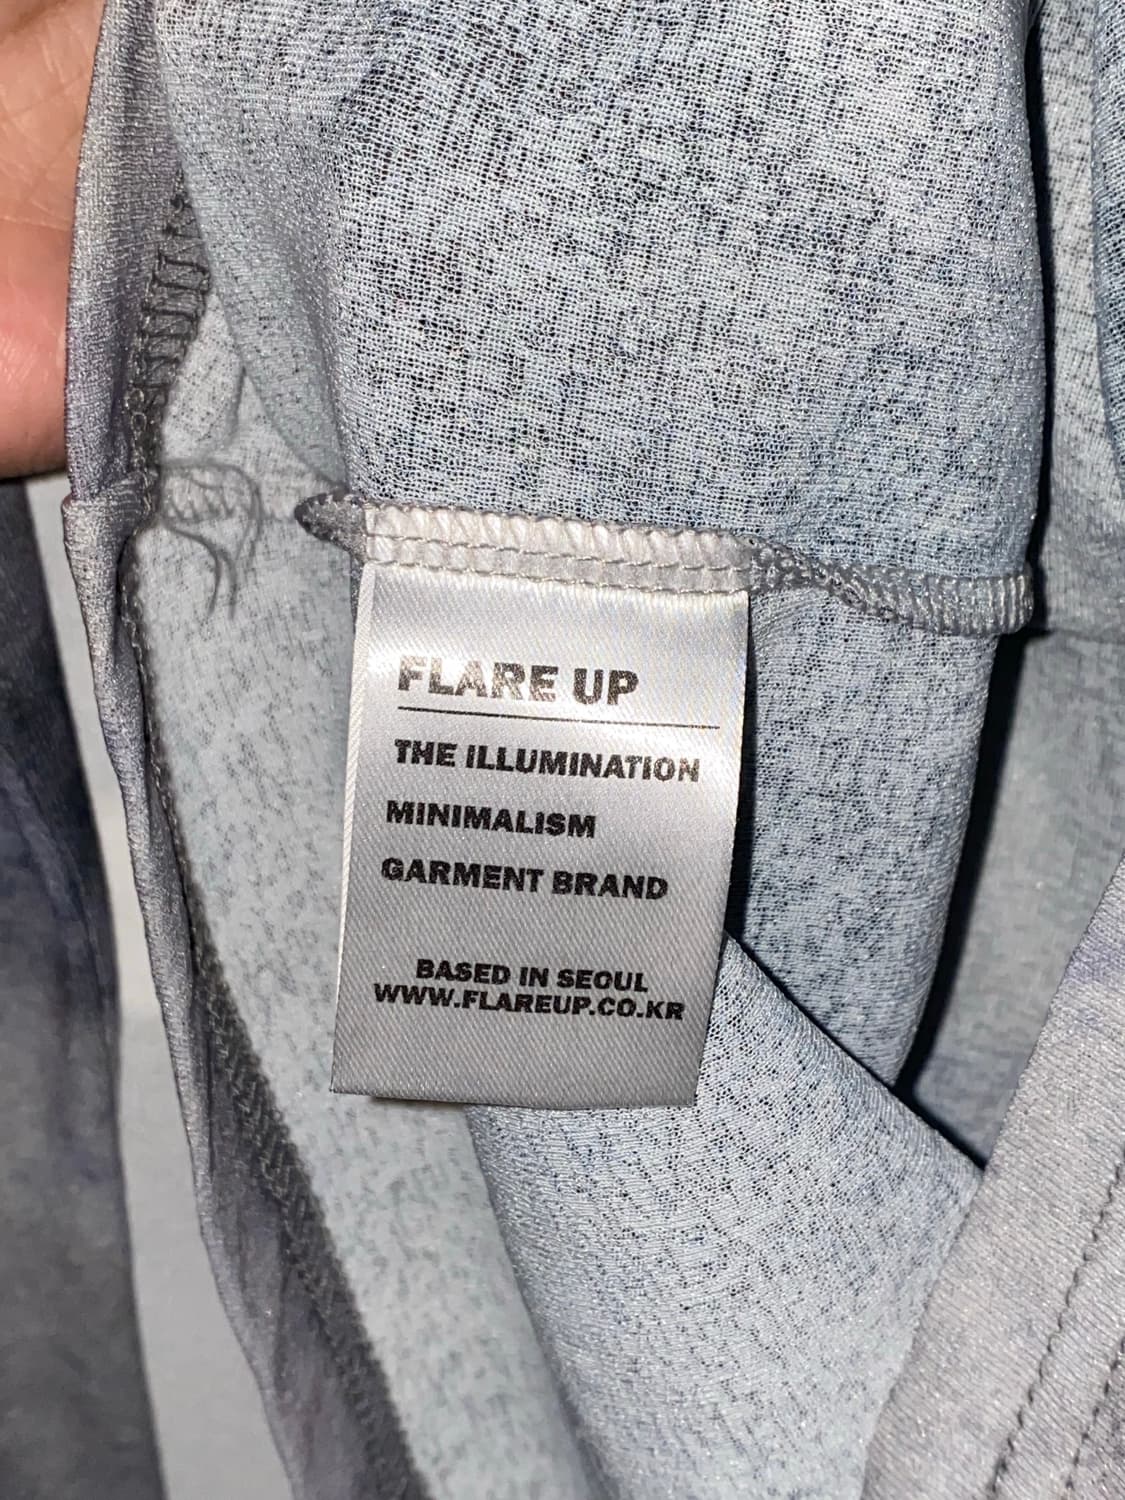 FLARE UP
THE ILLUMINATION
MINIMALISM
GARMENT BRAND
BASED IN SEOUL
WWW.FLAREUP.CO.KR